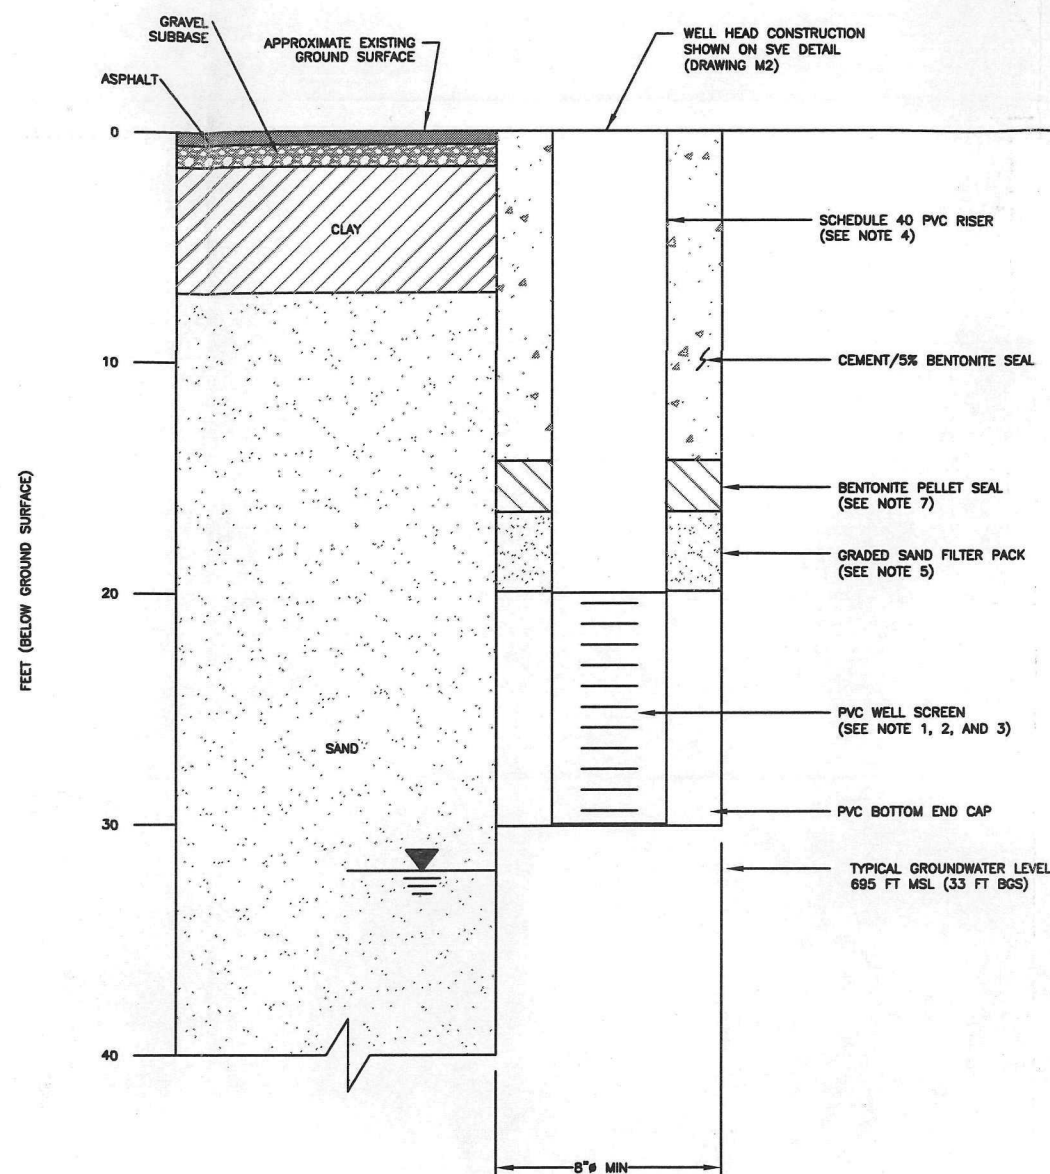 GRAVEL
SUBBASE
ASPHALT
APPROXIMATE EXISTING
GROUND SURFACE
WELL HEAD CONSTRUCTION
SHOWN ON SVE DETAIL
(DRAWING M2)
0
CLAY
SCHEDULE 40 PVC RISER
(SEE NOTE 4)
10
CEMENT/5% BENTONITE SEAL
BENTONITE PELLET SEAL
(SEE NOTE 7)
GRADED SAND FILTER PACK
(SEE NOTE 5)
20
FEET (BELOW GROUND SURFACE)
SAND
PVC WELL SCREEN
(SEE NOTE 1, 2, AND 3)
PVC BOTTOM END CAP
30
TYPICAL GROUNDWATER LEVEL
695 FT MSL (33 FT BGS)
40
8"ø MIN